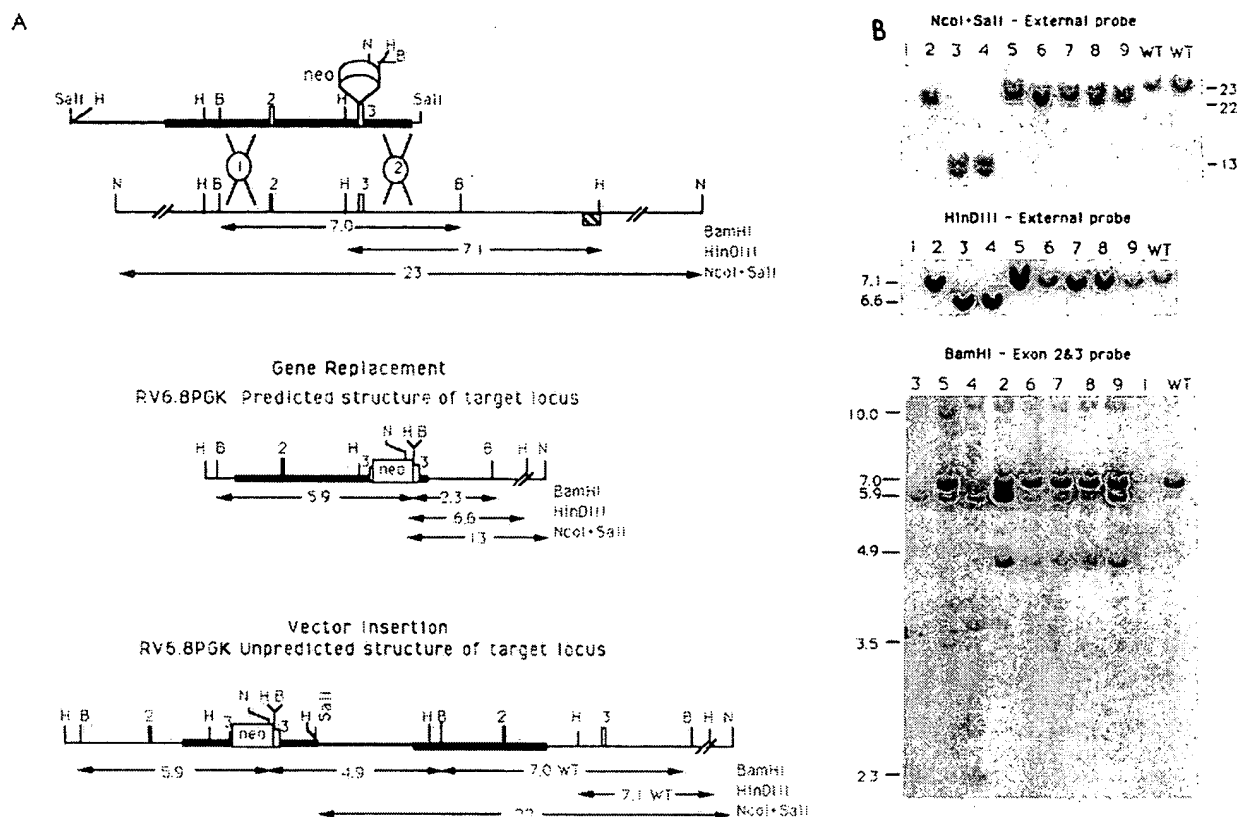 A
N H B
neo
SalI H H B 2 H 3 SalI
1 2
N H B 2 H 3 B H N
7.0 BamHI
7.1 HinDIII
23 NcoI+SalI
Gene Replacement
RV6.8PGK Predicted structure of target locus
N H B
H B 2 H 3 neo 3 B H N
5.9 2.3 BamHI
6.6 HinDIII
13 NcoI+SalI
Vector Insertion
RV6.8PGK Unpredicted structure of target locus
N H B
H B 2 H 3 neo 3 H SalI H B 2 H 3 B H N
5.9 4.9 7.0 WT BamHI
7.1 WT HinDIII
22 NcoI+SalI
B
NcoI+SalI - External probe
1 2 3 4 5 6 7 8 9 WT WT
23
22
13
HinDIII - External probe
1 2 3 4 5 6 7 8 9 WT
7.1
6.6
BamHI - Exon 2&3 probe
3 5 4 2 6 7 8 9 1 WT
10.0
7.0
5.9
4.9
3.5
2.3